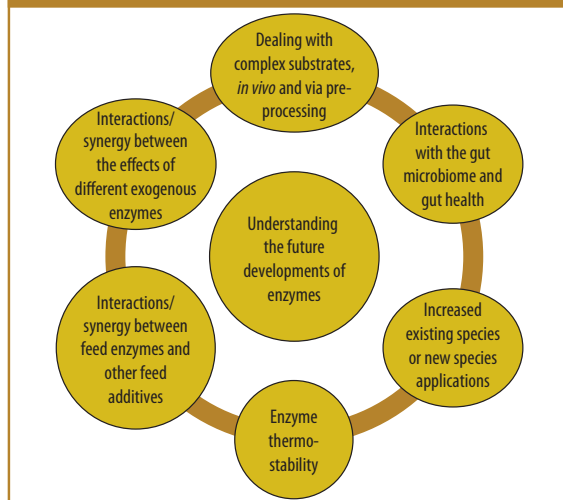 Dealing with
complex substrates,
in vivo and via pre-
processing
Interactions
with the gut
microbiome and
gut health
Increased
existing species
or new species
applications
Enzyme
thermo-
stability
Interactions/
synergy between
feed enzymes and
other feed
additives
Interactions/
synergy between
the effects of
different exogenous
enzymes
Understanding
the future
developments of
enzymes